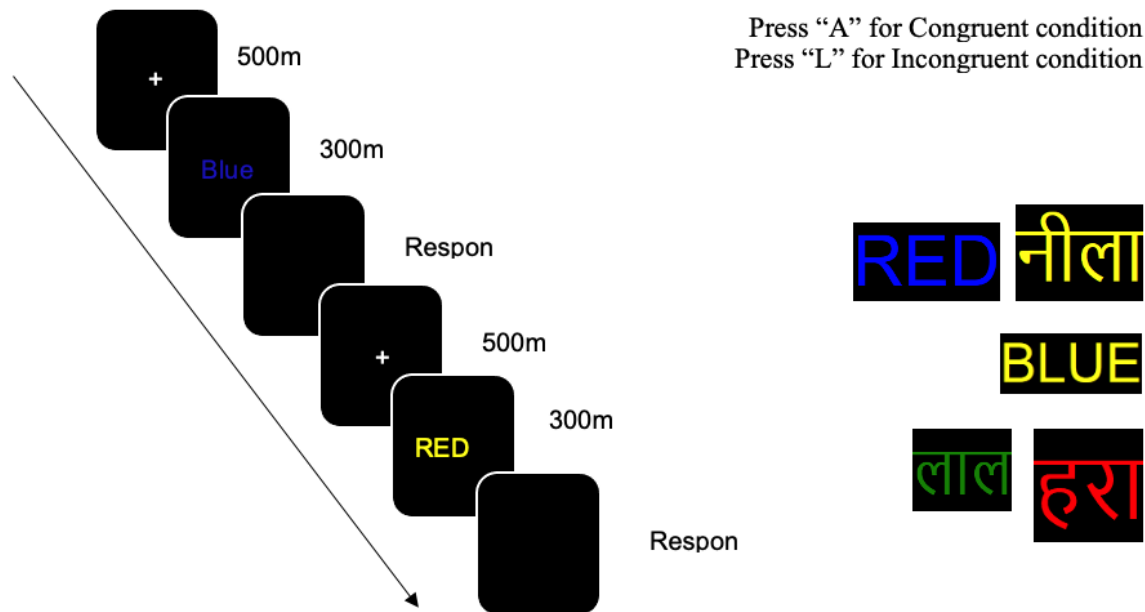 Press “A” for Congruent condition
Press “L” for Incongruent condition
+
500m
Blue
300m
Respon
+
500m
RED
300m
Respon
RED नीला
BLUE
लाल हरा